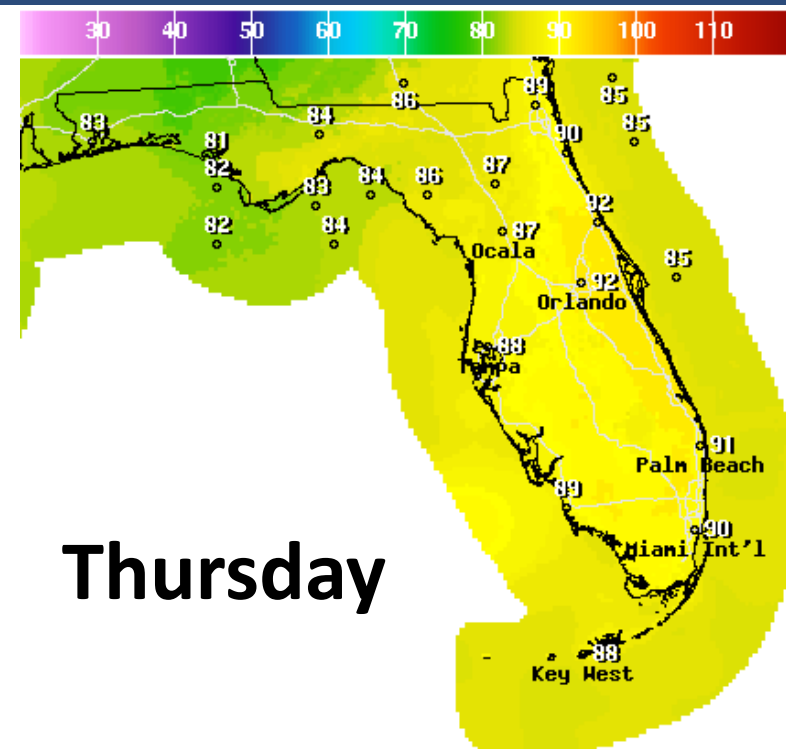 30 40 50 60 70 80 90 100 110
86 89 85
83 84 90 85
81
82 83 84 86 87
92
82 84 87
Ocala
85
92
Orlando
88
Tampa
91
Palm Beach
89
90
Miami Int'l
Thursday
88
Key West